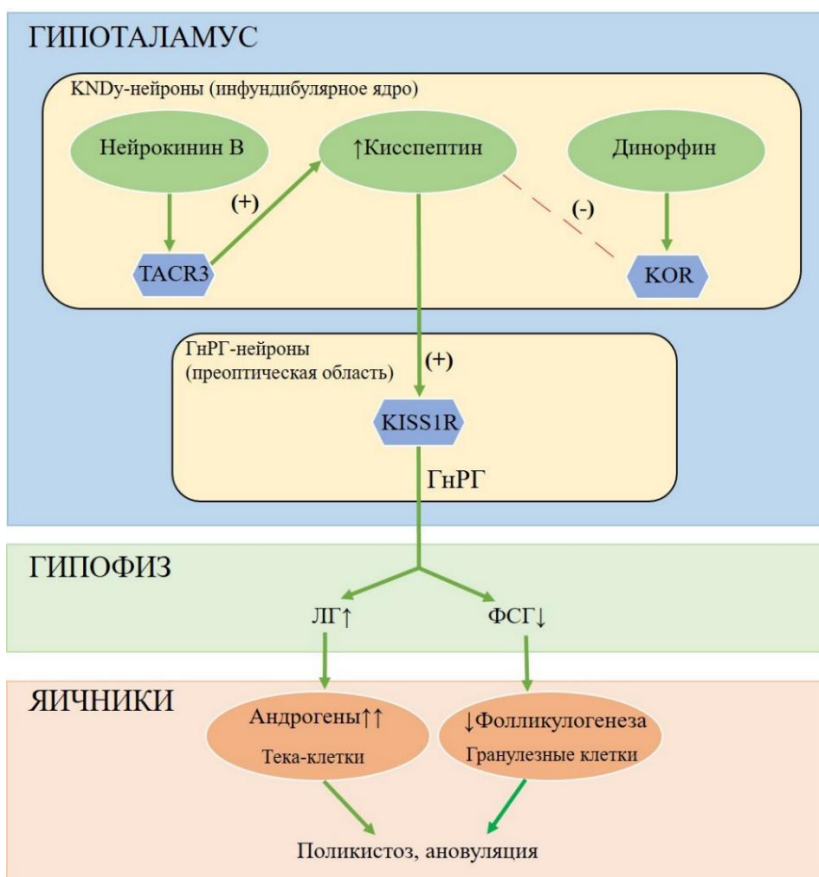 ГИПОТАЛАМУС
KNDy-нейроны (инфундибулярное ядро)
Нейрокинин В
↑Кисспептин
Динорфин
(+)
(-)
TACR3
KOR
ГнРГ-нейроны
(преоптическая область)
(+)
KISS1R
ГнРГ
ГИПОФИЗ
ЛГ↑
ФСГ↓
ЯИЧНИКИ
Андрогены↑↑
Тека-клетки
↓Фолликулогенеза
Гранулезные клетки
Поликистоз, ановуляция